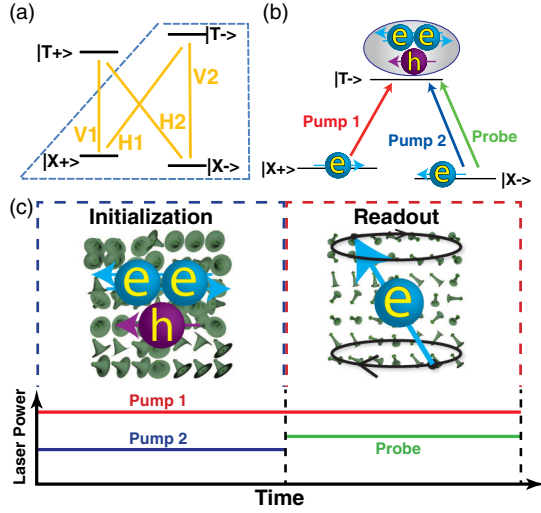 (a)
|T+>
|T->
V1
H1
H2
V2
|X+>
|X->
(b)
e
e
h
|T->
Pump 1
Pump 2
Probe
|X+>
e
e
|X->
(c)
Initialization
Readout
e
e
h
e
Laser Power
Pump 1
Pump 2
Probe
Time